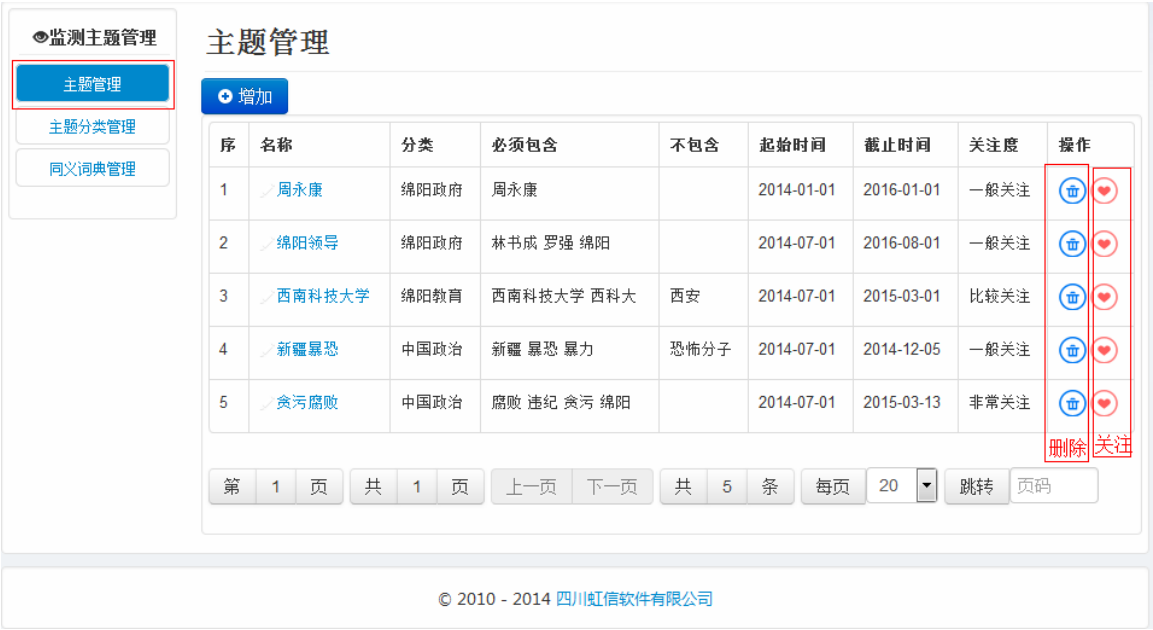 监测主题管理
主题管理
主题分类管理
同义词典管理
主题管理
增加
序 名称 分类 必须包含 不包含 起始时间 截止时间 关注度 操作
1 周永康 绵阳政府 周永康 2014-01-01 2016-01-01 一般关注
2 绵阳领导 绵阳政府 林书成 罗强 绵阳 2014-07-01 2016-08-01 一般关注
3 西南科技大学 绵阳教育 西南科技大学 西科大 西安 2014-07-01 2015-03-01 比较关注
4 新疆暴恐 中国政治 新疆 暴恐 暴力 恐怖分子 2014-07-01 2014-12-05 一般关注
5 贪污腐败 中国政治 腐败 违纪 贪污 绵阳 2014-07-01 2015-03-13 非常关注
删除 关注
第 1 页 共 1 页 上一页 下一页 共 5 条 每页 20 跳转 页码
© 2010 - 2014 四川虹信软件有限公司